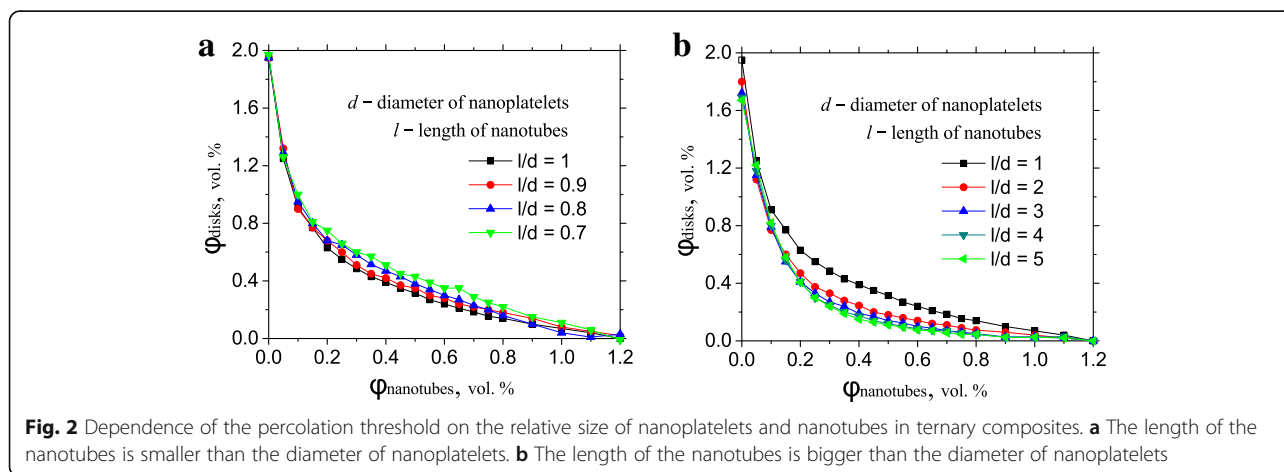 a
2.0
1.6
1.2
0.8
0.4
0.0
φdisks, vol. %
d – diameter of nanoplatelets
l – length of nanotubes
l/d = 1
l/d = 0.9
l/d = 0.8
l/d = 0.7
0.0 0.2 0.4 0.6 0.8 1.0 1.2
φnanotubes, vol. %
b
2.0
1.6
1.2
0.8
0.4
0.0
φdisks, vol. %
d – diameter of nanoplatelets
l – length of nanotubes
l/d = 1
l/d = 2
l/d = 3
l/d = 4
l/d = 5
0.0 0.2 0.4 0.6 0.8 1.0 1.2
φnanotubes, vol. %
Fig. 2 Dependence of the percolation threshold on the relative size of nanoplatelets and nanotubes in ternary composites. a The length of the
nanotubes is smaller than the diameter of nanoplatelets. b The length of the nanotubes is bigger than the diameter of nanoplatelets